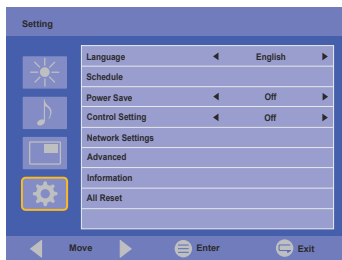 Setting
Language English
Schedule
Power Save Off
Control Setting Off
Network Settings
Advanced
Information
All Reset
Move Enter Exit